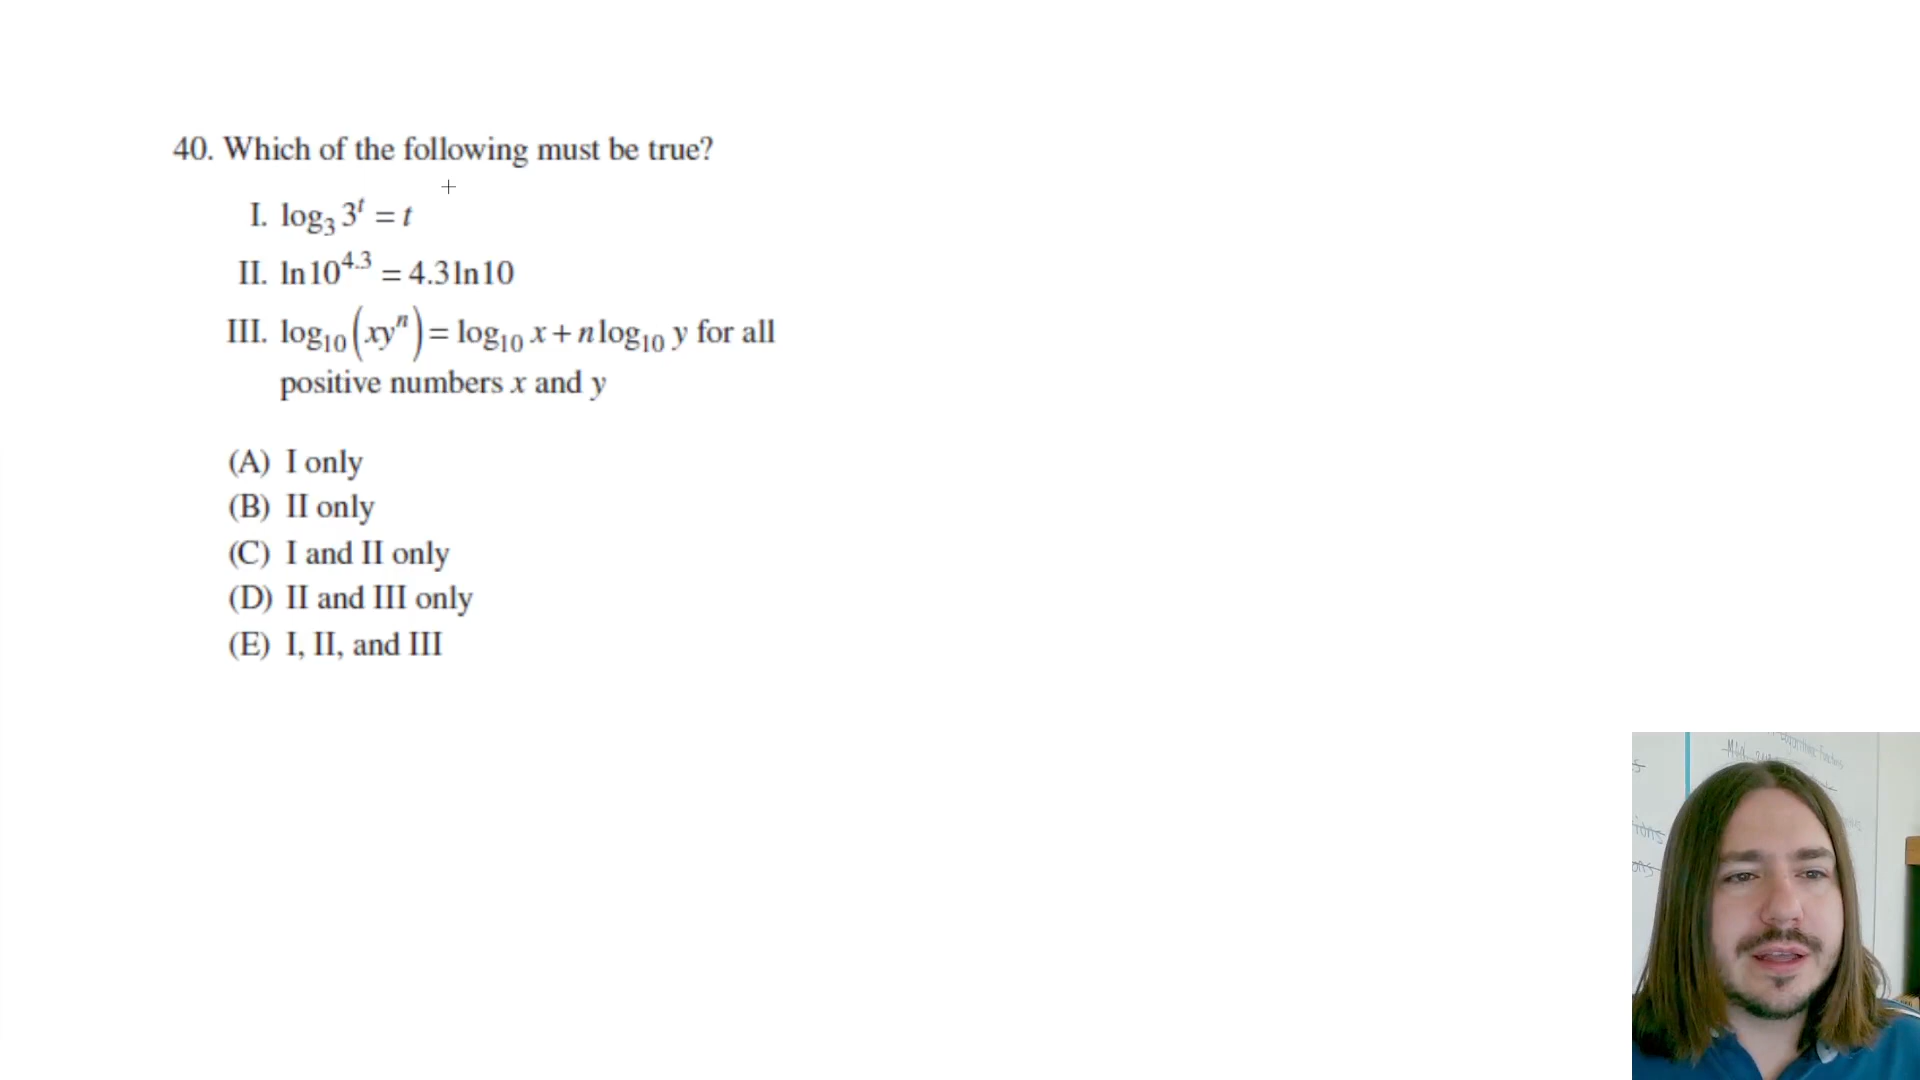 40. Which of the following must be true?
I. log₃ 3ᵗ = t
II. ln 10⁴·³ = 4.3 ln 10
III. log₁₀ (xyⁿ) = log₁₀ x + n log₁₀ y for all
positive numbers x and y
(A) I only
(B) II only
(C) I and II only
(D) II and III only
(E) I, II, and III